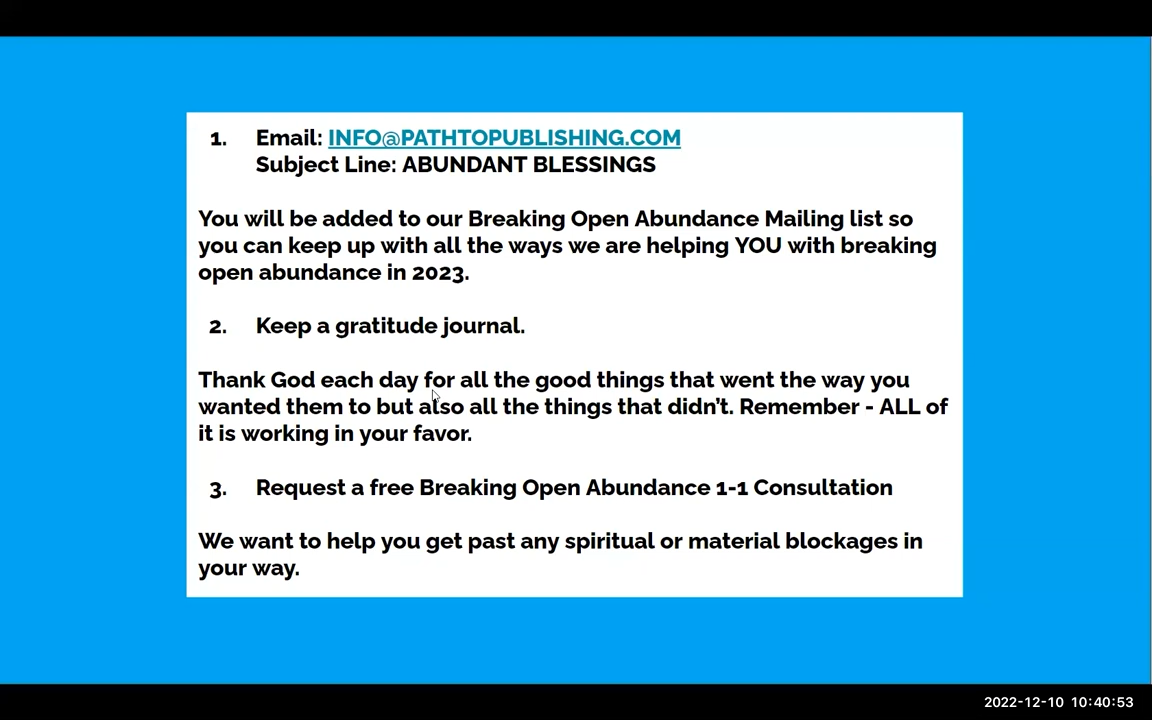 1. Email: INFO@PATHTOPUBLISHING.COM
Subject Line: ABUNDANT BLESSINGS
You will be added to our Breaking Open Abundance Mailing list so
you can keep up with all the ways we are helping YOU with breaking
open abundance in 2023.
2. Keep a gratitude journal.
Thank God each day for all the good things that went the way you
wanted them to but also all the things that didn't. Remember - ALL of
it is working in your favor.
3. Request a free Breaking Open Abundance 1-1 Consultation
We want to help you get past any spiritual or material blockages in
your way.
2022-12-10 10:40:53